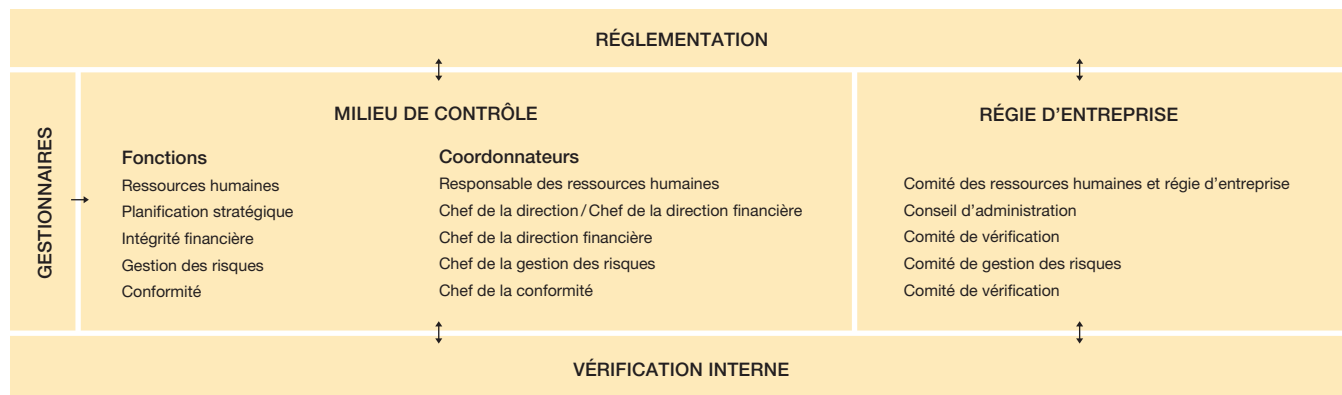 RÉGLEMENTATION
GESTIONNAIRES
MILIEU DE CONTRÔLE
Fonctions
Ressources humaines
Planification stratégique
Intégrité financière
Gestion des risques
Conformité
Coordonnateurs
Responsable des ressources humaines
Chef de la direction / Chef de la direction financière
Chef de la direction financière
Chef de la gestion des risques
Chef de la conformité
RÉGIE D’ENTREPRISE
Comité des ressources humaines et régie d’entreprise
Conseil d’administration
Comité de vérification
Comité de gestion des risques
Comité de vérification
VÉRIFICATION INTERNE